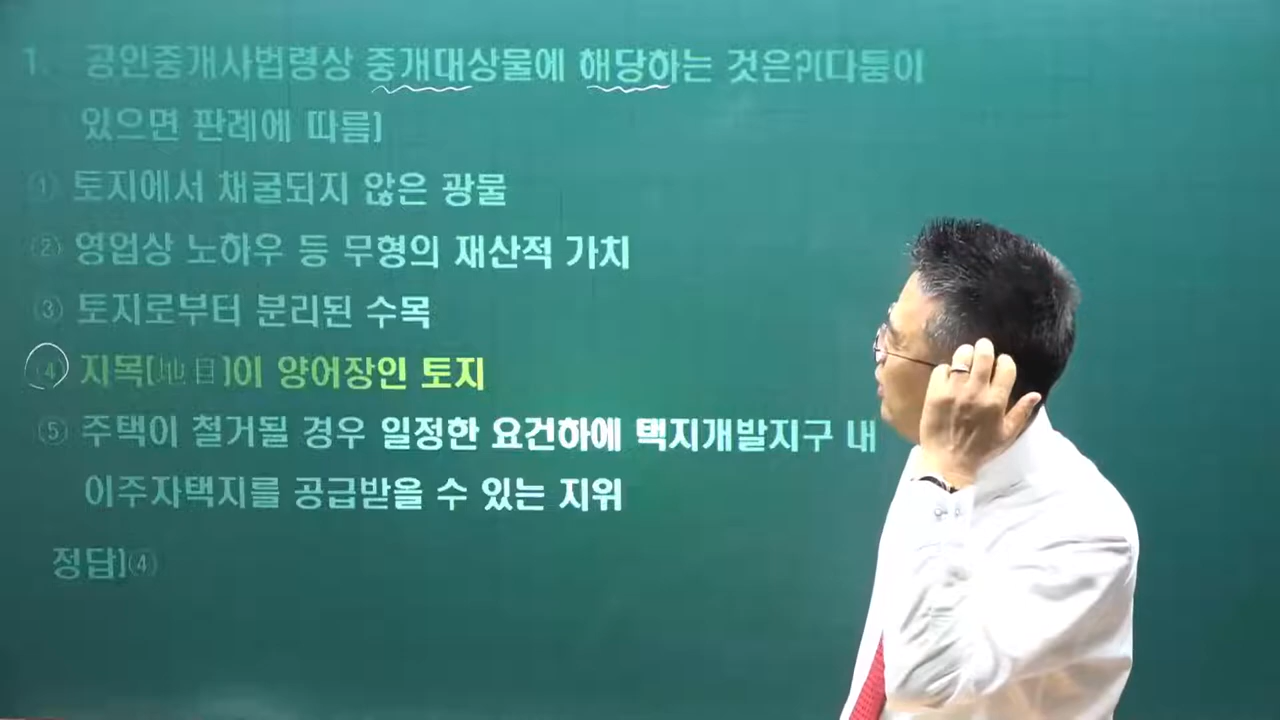 1. 공인중개사법령상 중개대상물에 해당하는 것은?(다툼이
있으면 판례에 따름)
① 토지에서 채굴되지 않은 광물
② 영업상 노하우 등 무형의 재산적 가치
③ 토지로부터 분리된 수목
④ 지목(地目)이 양어장인 토지
⑤ 주택이 철거될 경우 일정한 요건하에 택지개발지구 내
이주자택지를 공급받을 수 있는 지위
정답)④